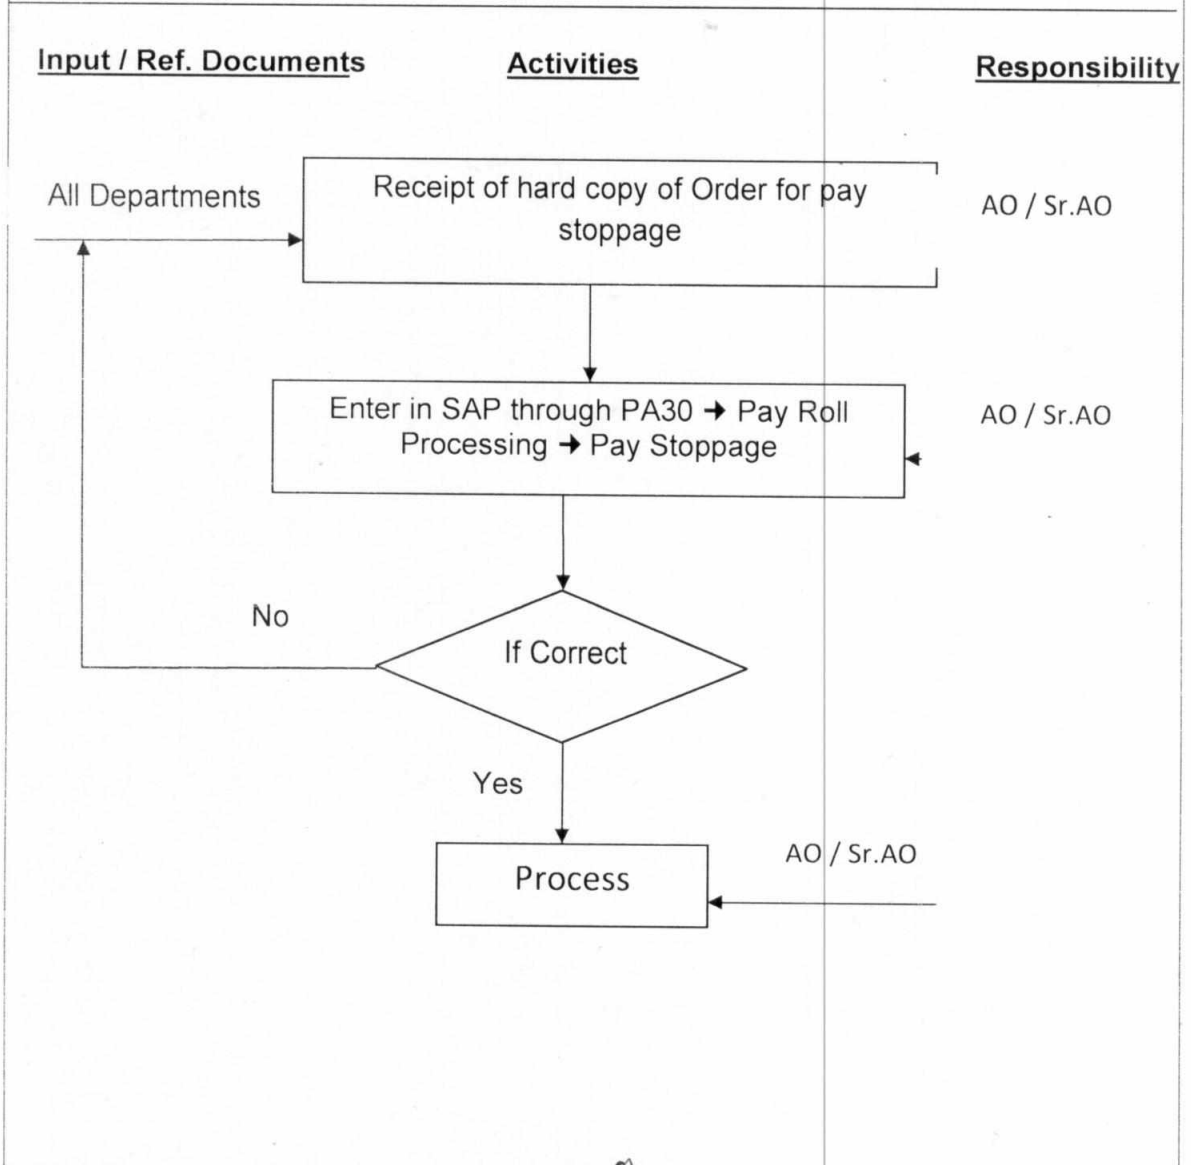 Input / Ref. Documents
Activities
Responsibility
All Departments
Receipt of hard copy of Order for pay
stoppage
AO / Sr.AO
Enter in SAP through PA30 → Pay Roll
Processing → Pay Stoppage
AO / Sr.AO
No
If Correct
Yes
Process
AO / Sr.AO